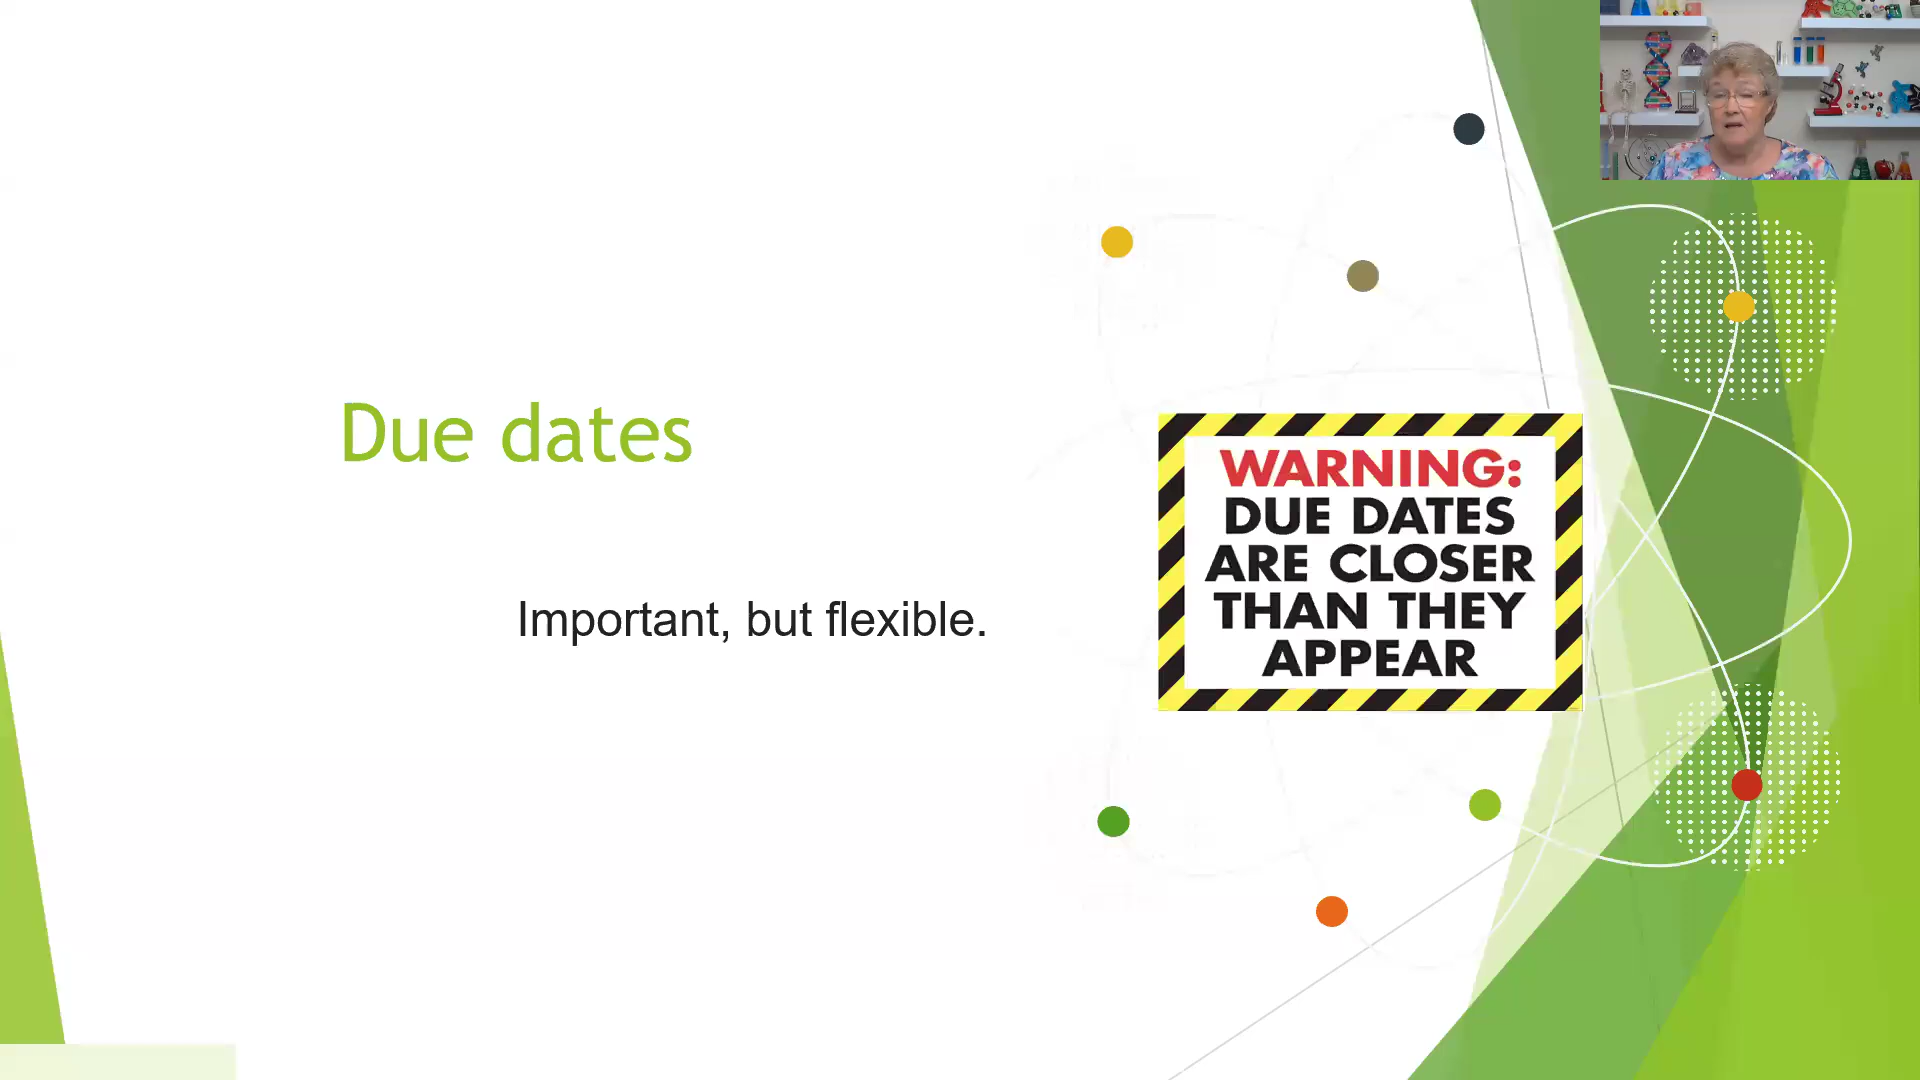 Due dates
Important, but flexible.
WARNING:
DUE DATES
ARE CLOSER
THAN THEY
APPEAR